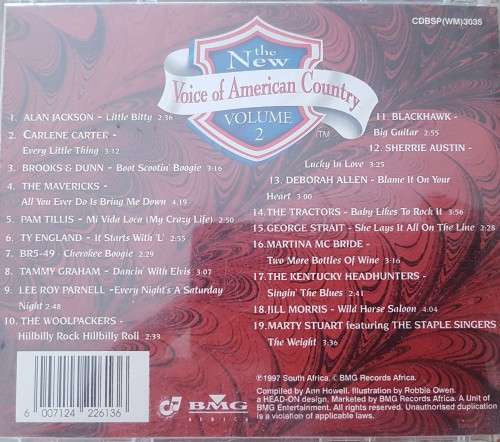 CDBSP(WM)3035
the
New
Voice of American Country
VOLUME
2
TM
1. ALAN JACKSON - Little Bitty 2:36
2. CARLENE CARTER -
Every Little Thing 3:12
3. BROOKS & DUNN - Boot Scootin' Boogie 3:16
4. THE MAVERICKS -
All You Ever Do Is Bring Me Down 4:19
5. PAM TILLIS - Mi Vida Loca (My Crazy Life) 2:50
6. TY ENGLAND - It Starts With 'L' 2:55
7. BR5-49 - Cherokee Boogie 2:29
8. TAMMY GRAHAM - Dancin' With Elvis 3:07
9. LEE ROY PARNELL -Every Night's A Saturday
Night 2:48
10. THE WOOLPACKERS -
Hillbilly Rock Hillbilly Roll 2:33
11. BLACKHAWK -
Big Guitar 2:55
12. SHERRIE AUSTIN -
Lucky In Love 3:25
13. DEBORAH ALLEN - Blame It On Your
Heart 3:00
14. THE TRACTORS - Baby Likes To Rock It 3:56
15. GEORGE STRAIT - She Lays It All On The Line 2:28
16. MARTINA MC BRIDE -
Two More Bottles Of Wine 3:16
17. THE KENTUCKY HEADHUNTERS -
Singin' The Blues 2:41
18. JILL MORRIS - Wild Horse Saloon 4:04
19. MARTY STUART featuring THE STAPLE SINGERS
The Weight 3:36
6 007124 226136
BMG
AFRICA
℗ 1997 South Africa. © BMG Records Africa.
Compiled by Ann Howell. Illustration by Robbie Owen.
a HEAD-ON design. Marketed by BMG Records Africa. A Unit of
BMG Entertainment. All rights reserved. Unauthorised duplication
is a violation of applicable laws.